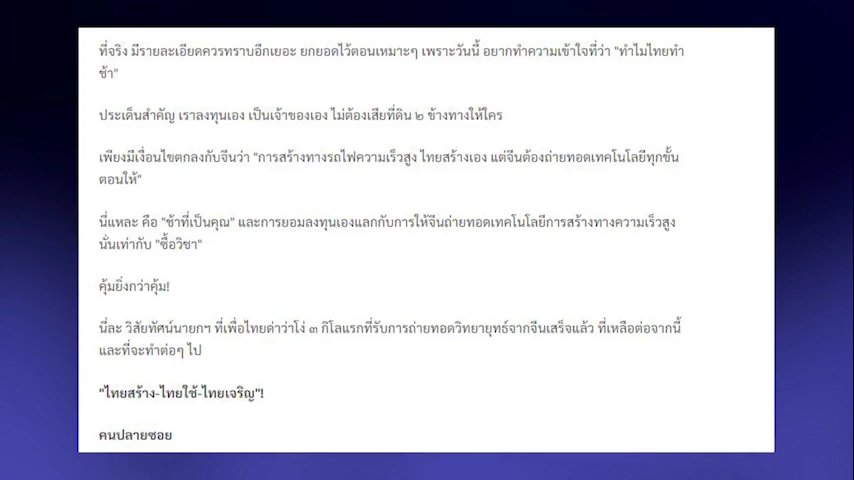 ที่จริง มีรายละเอียดควรทราบอีกเยอะ ยกยอดไว้ตอนเหมาะๆ เพราะวันนี้ อยากทำความเข้าใจที่ว่า "ทำไมไทยทำ
ช้า"
ประเด็นสำคัญ เราลงทุนเอง เป็นเจ้าของเอง ไม่ต้องเสียที่ดิน ๒ ข้างทางให้ใคร
เพียงมีเงื่อนไขตกลงกับจีนว่า "การสร้างทางรถไฟความเร็วสูง ไทยสร้างเอง แต่จีนต้องถ่ายทอดเทคโนโลยีทุกขั้น
ตอนให้"
นี่แหละ คือ "ช้าที่เป็นคุณ" และการยอมลงทุนเองแลกกับการให้จีนถ่ายทอดเทคโนโลยีการสร้างทางความเร็วสูง
นั่นเท่ากับ "ซื้อวิชา"
คุ้มยิ่งกว่าคุ้ม!
นี่ละ วิสัยทัศน์นายกฯ ที่เพื่อไทยด่าว่าโง่ ๓ กิโลแรกที่รับการถ่ายทอดวิทยายุทธ์จากจีนเสร็จแล้ว ที่เหลือต่อจากนี้
และที่จะทำต่อๆ ไป
"ไทยสร้าง-ไทยใช้-ไทยเจริญ"!
คนปลายซอย